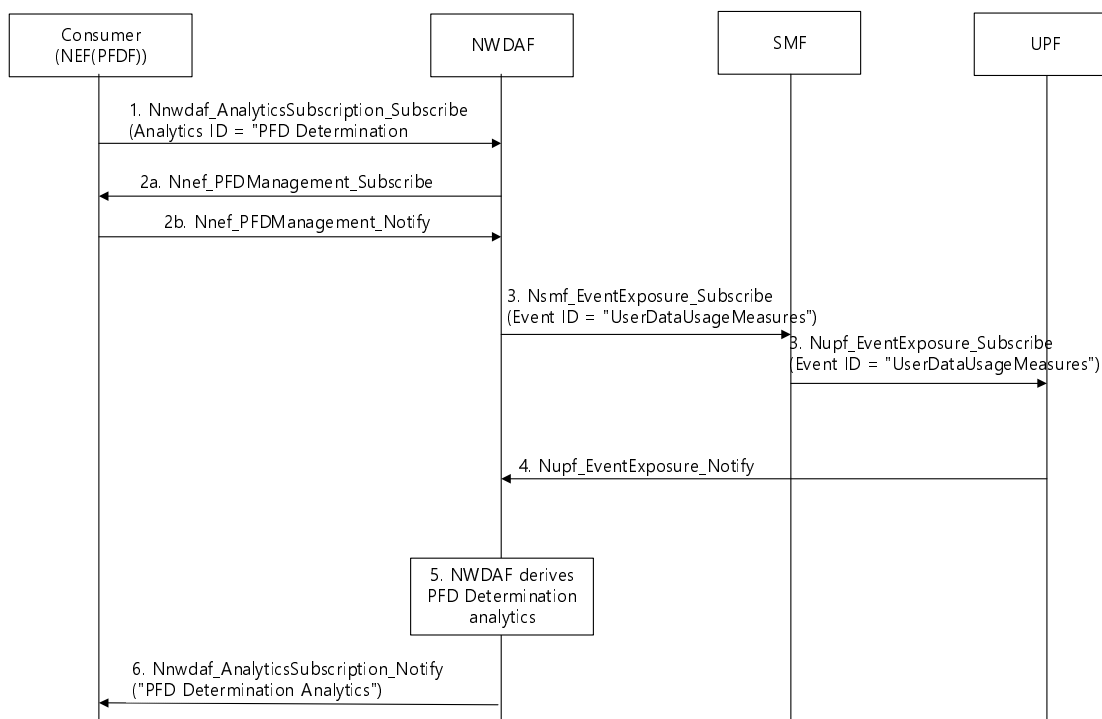 Consumer
(NEF(PFDF))
NWDAF
SMF
UPF
1. Nnwdaf_AnalyticsSubscription_Subscribe
(Analytics ID = "PFD Determination
2a. Nnef_PFDManagement_Subscribe
2b. Nnef_PFDManagement_Notify
3. Nsmf_EventExposure_Subscribe
(Event ID = "UserDataUsageMeasures")
3. Nupf_EventExposure_Subscribe
(Event ID = "UserDataUsageMeasures")
4. Nupf_EventExposure_Notify
5. NWDAF derives
PFD Determination
analytics
6. Nnwdaf_AnalyticsSubscription_Notify
("PFD Determination Analytics")